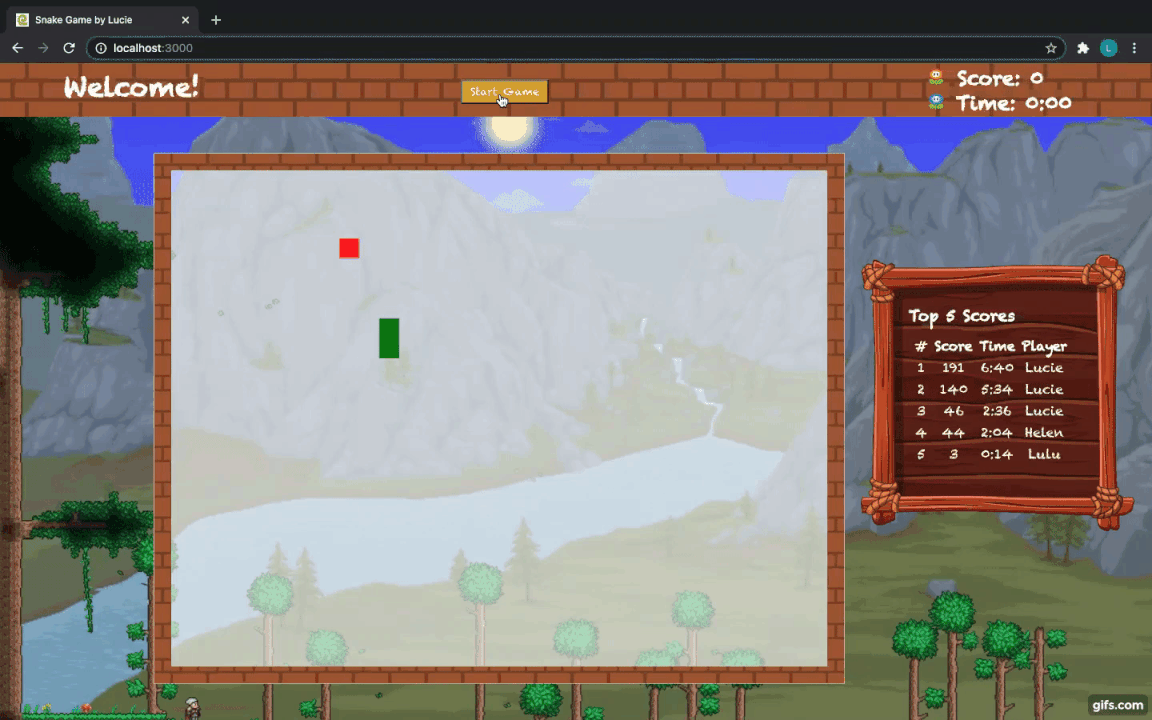 Snake Game by Lucie
localhost:3000
L
Welcome!
Start Game
Score: 0
Time: 0:00
Top 5 Scores
# Score Time Player
1 191 6:40 Lucie
2 140 5:34 Lucie
3 46 2:36 Lucie
4 44 2:04 Helen
5 3 0:14 Lulu
gifs.com